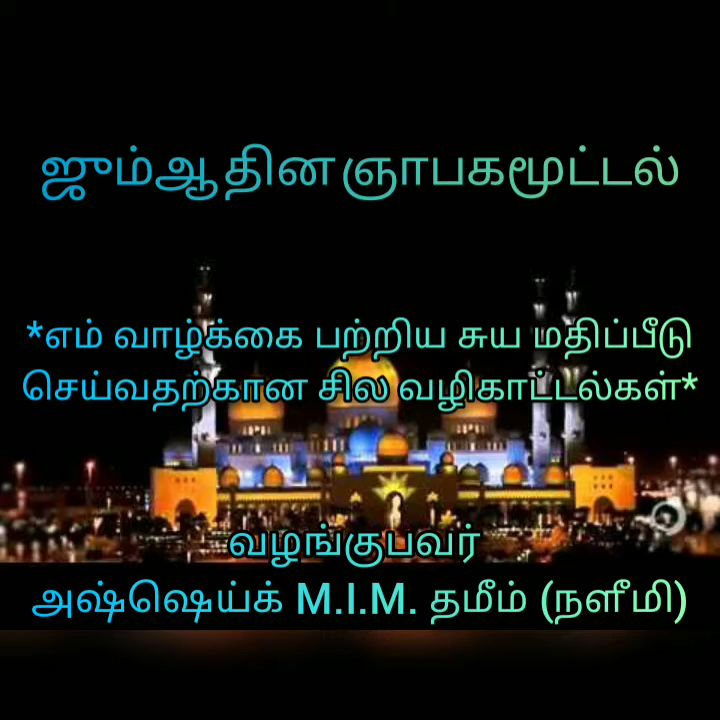 ஜும்ஆ தின ஞாபகமூட்டல்
*எம் வாழ்க்கை பற்றிய சுய மதிப்பீடு
செய்வதற்கான சில வழிகாட்டல்கள்*
வழங்குபவர்
அஷ்ஷெய்க் M.I.M. தமீம் (நளீமி)